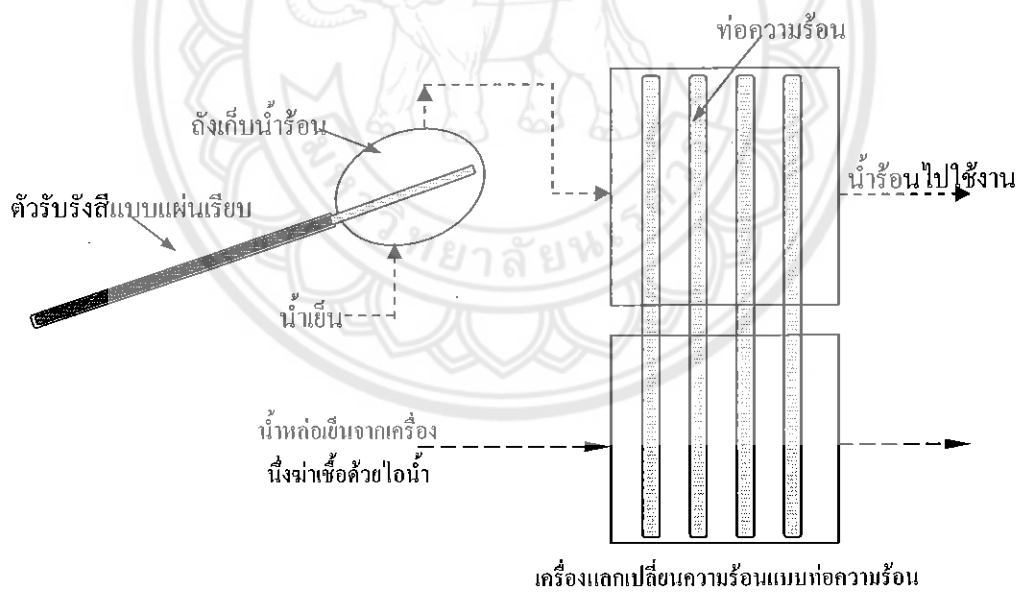 ท่อความร้อน
ถังเก็บน้ำร้อน
น้ำร้อนไปใช้งาน
ตัวรับรังสีแบบแผ่นเรียบ
น้ำเย็น
น้ำหล่อเย็นจากเครื่อง
นึ่งฆ่าเชื้อด้วยไอน้ำ
เครื่องแลกเปลี่ยนความร้อนแบบท่อความร้อน